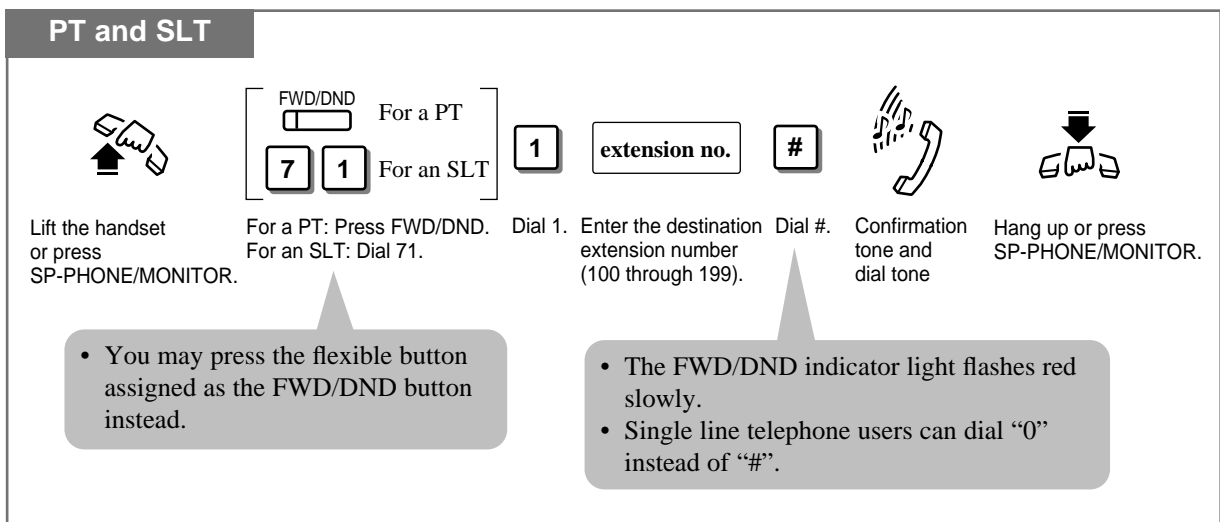 PT and SLT
FWD/DND
For a PT
7 1 For an SLT
1
extension no.
#
Lift the handset
or press
SP-PHONE/MONITOR.
For a PT: Press FWD/DND.
For an SLT: Dial 71.
Dial 1.
Enter the destination
extension number
(100 through 199).
Dial #.
Confirmation
tone and
dial tone
Hang up or press
SP-PHONE/MONITOR.
• You may press the flexible button
assigned as the FWD/DND button
instead.
• The FWD/DND indicator light flashes red
slowly.
• Single line telephone users can dial “0”
instead of “#”.